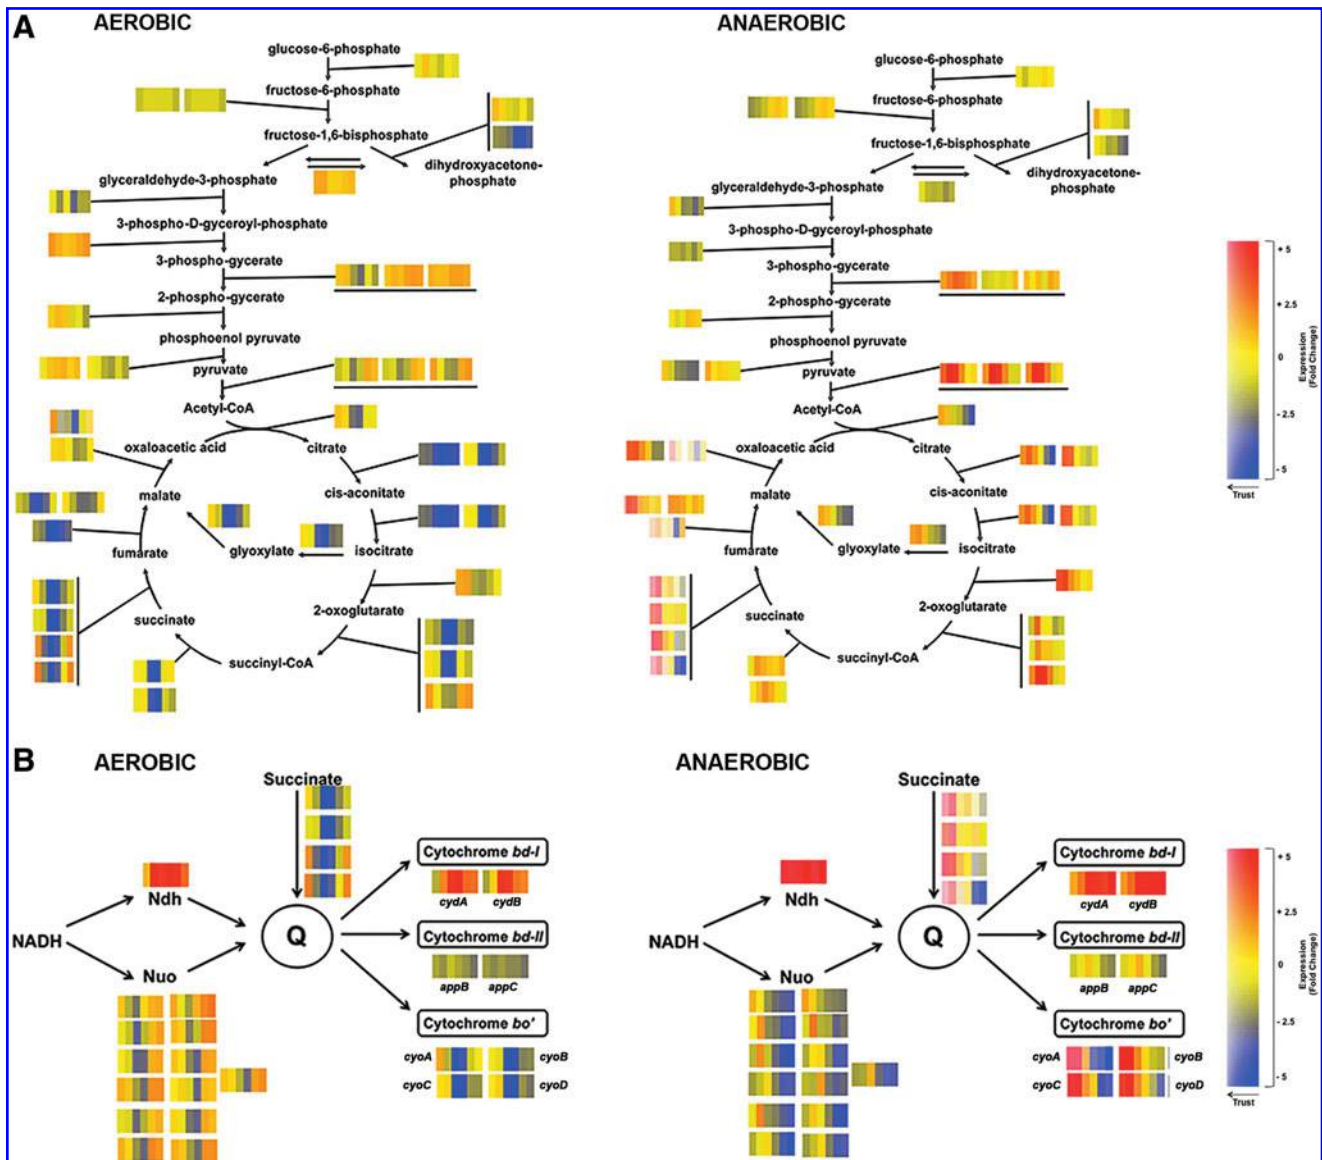 A
AEROBIC
glucose-6-phosphate
fructose-6-phosphate
fructose-1,6-bisphosphate
dihydroxyacetone-
phosphate
glyceraldehyde-3-phosphate
3-phospho-D-gyceroyl-phosphate
3-phospho-gycerate
2-phospho-gycerate
phosphoenol pyruvate
pyruvate
Acetyl-CoA
oxaloacetic acid
citrate
cis-aconitate
isocitrate
glyoxylate
malate
fumarate
2-oxoglutarate
succinate
succinyl-CoA
ANAEROBIC
glucose-6-phosphate
fructose-6-phosphate
fructose-1,6-bisphosphate
dihydroxyacetone-
phosphate
glyceraldehyde-3-phosphate
3-phospho-D-gyceroyl-phosphate
3-phospho-gycerate
2-phospho-gycerate
phosphoenol pyruvate
pyruvate
Acetyl-CoA
oxaloacetic acid
citrate
cis-aconitate
isocitrate
glyoxylate
malate
fumarate
2-oxoglutarate
succinate
succinyl-CoA
+ 5
+ 2.5
0
- 2.5
- 5
Expression
(Fold Change)
Trust
B
AEROBIC
Succinate
NADH
Ndh
Nuo
Q
Cytochrome bd-I
cydA cydB
Cytochrome bd-II
appB appC
Cytochrome bo'
cyoA cyoB
cyoC cyoD
ANAEROBIC
Succinate
NADH
Ndh
Nuo
Q
Cytochrome bd-I
cydA cydB
Cytochrome bd-II
appB appC
Cytochrome bo'
cyoA cyoB
cyoC cyoD
+ 5
+ 2.5
0
- 2.5
- 5
Expression
(Fold Change)
Trust